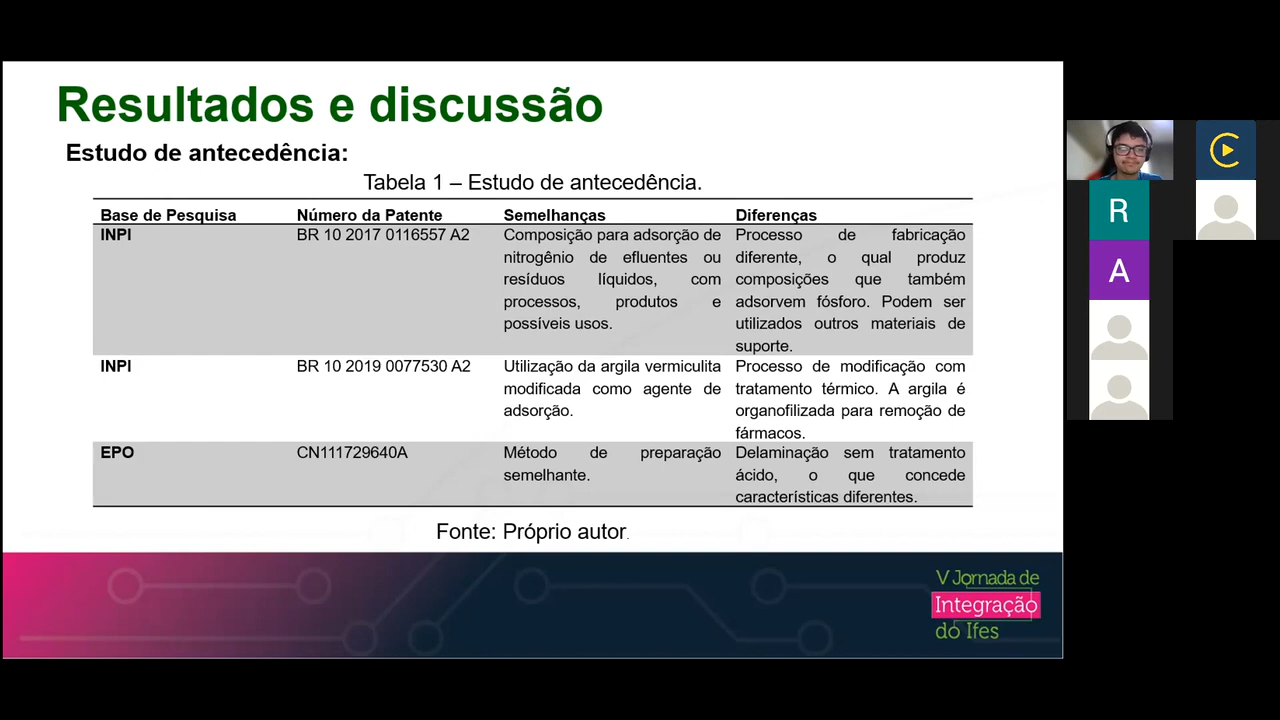 Resultados e discussão
Estudo de antecedência:
Tabela 1 – Estudo de antecedência.
Base de Pesquisa Número da Patente Semelhanças Diferenças
INPI BR 10 2017 0116557 A2 Composição para adsorção de Processo de fabricação
nitrogênio de efluentes ou diferente, o qual produz
resíduos líquidos, com composições que também
processos, produtos e adsorvem fósforo. Podem ser
possíveis usos. utilizados outros materiais de
suporte.
INPI BR 10 2019 0077530 A2 Utilização da argila vermiculita Processo de modificação com
modificada como agente de tratamento térmico. A argila é
adsorção. organofilizada para remoção de
fármacos.
EPO CN111729640A Método de preparação Delaminação sem tratamento
semelhante. ácido, o que concede
características diferentes.
Fonte: Próprio autor.
V Jornada de
Integração
do Ifes
R
A